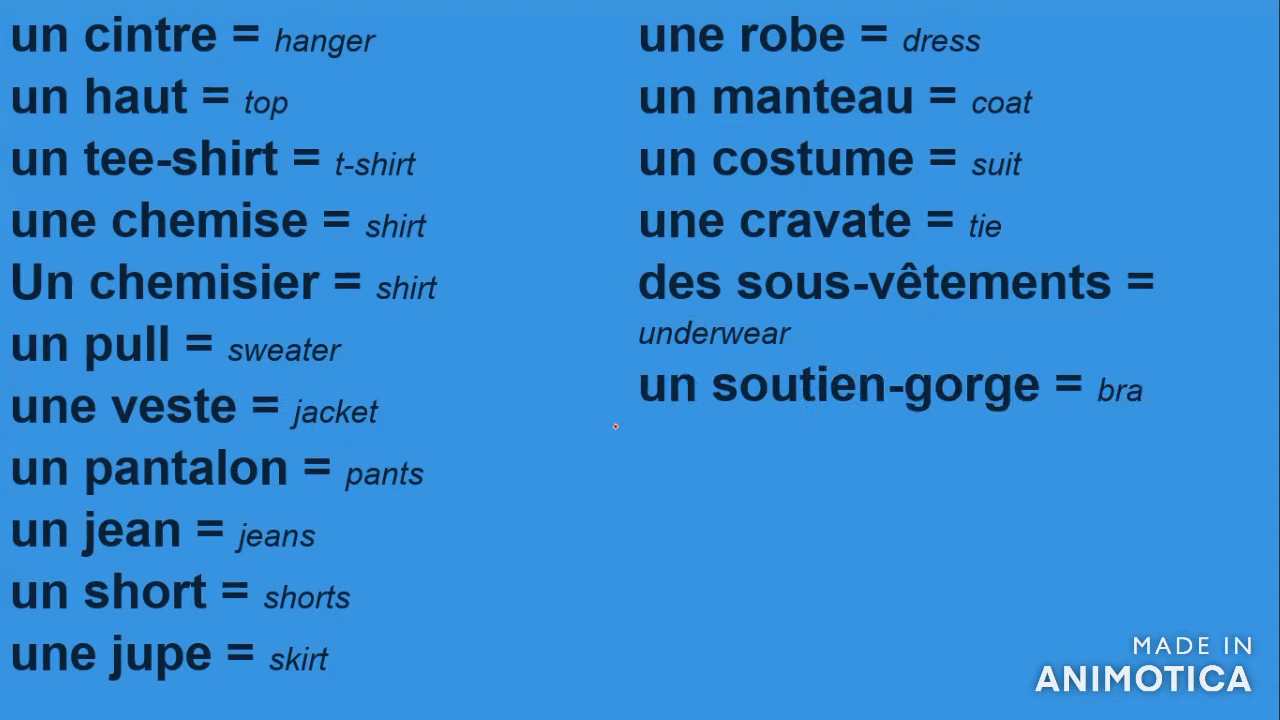 un cintre = hanger
un haut = top
un tee-shirt = t-shirt
une chemise = shirt
Un chemisier = shirt
un pull = sweater
une veste = jacket
un pantalon = pants
un jean = jeans
un short = shorts
une jupe = skirt
une robe = dress
un manteau = coat
un costume = suit
une cravate = tie
des sous-vêtements =
underwear
un soutien-gorge = bra
MADE IN
ANIMOTICA